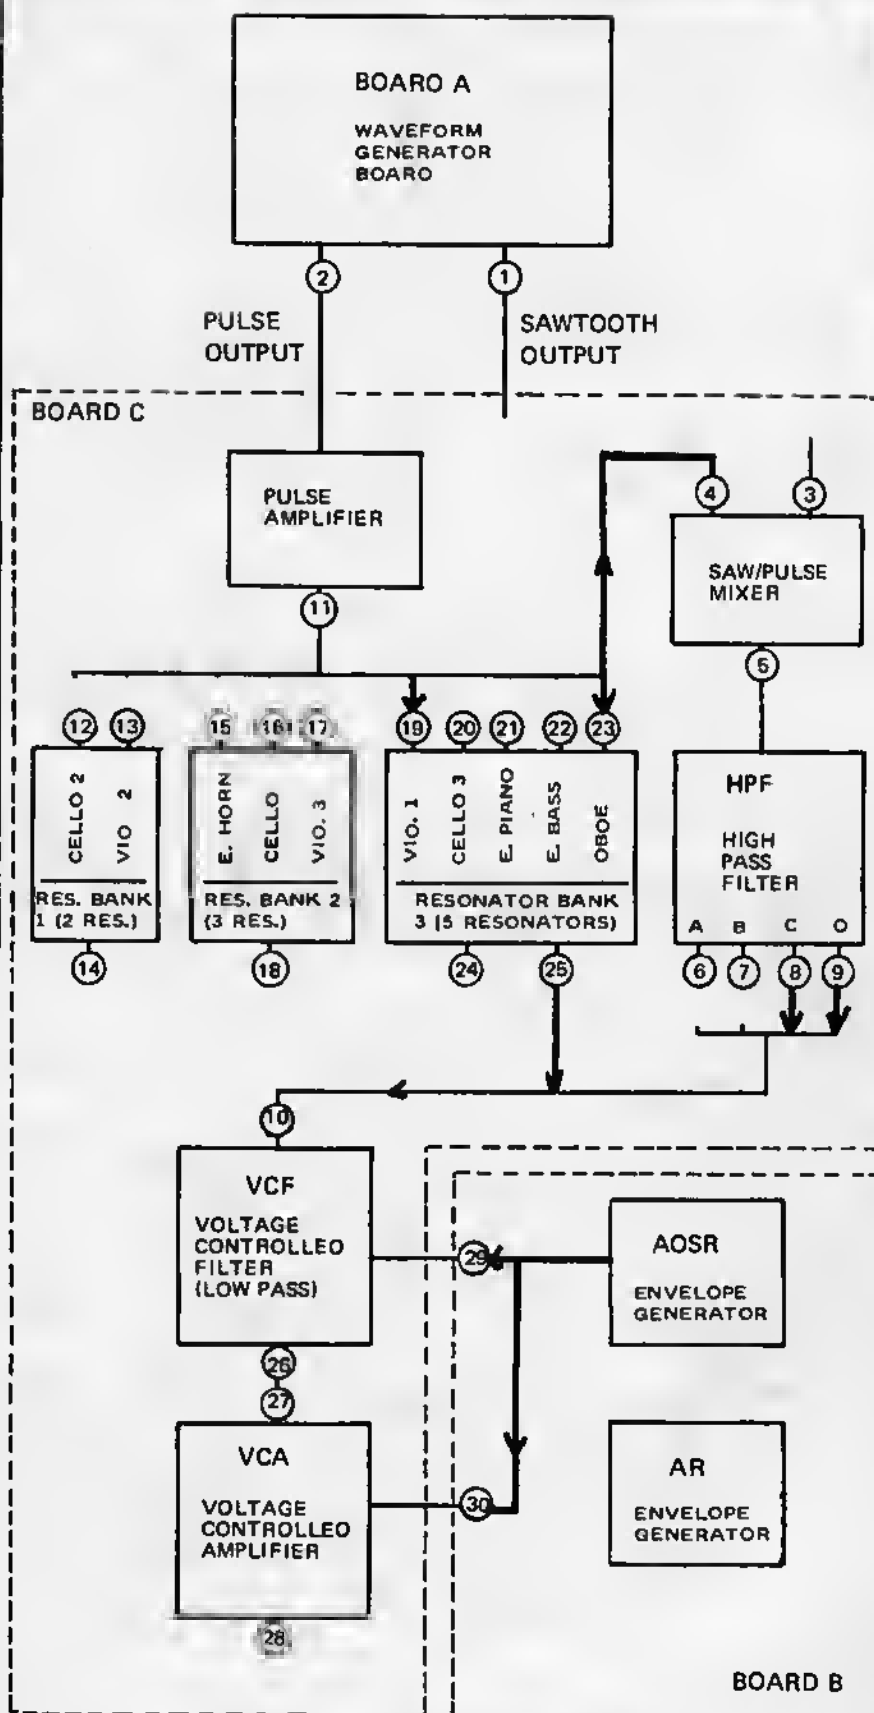 BOARO A
WAVEFORM
GENERATOR
BOARO
2
1
PULSE
OUTPUT
SAWTOOTH
OUTPUT
BOARD C
PULSE
AMPLIFIER
4
3
SAW/PULSE
MIXER
11
5
12
13
15
16
17
19
20
21
22
23
CELLO 2
VIO 2
E. HORN
CELLO
VIO. 3
VIO. 1
CELLO 3
E. PIANO
E. BASS
OBOE
HPF
HIGH
PASS
FILTER
RES. BANK
1 (2 RES.)
RES. BANK 2
(3 RES.)
RESONATOR BANK
3 (5 RESONATORS)
A B C O
14
18
24
25
6
7
8
9
10
VCF
VOLTAGE
CONTROLLEO
FILTER
(LOW PASS)
29
AOSR
ENVELOPE
GENERATOR
26
27
VCA
VOLTAGE
CONTROLLEO
AMPLIFIER
30
AR
ENVELOPE
GENERATOR
28
BOARD B